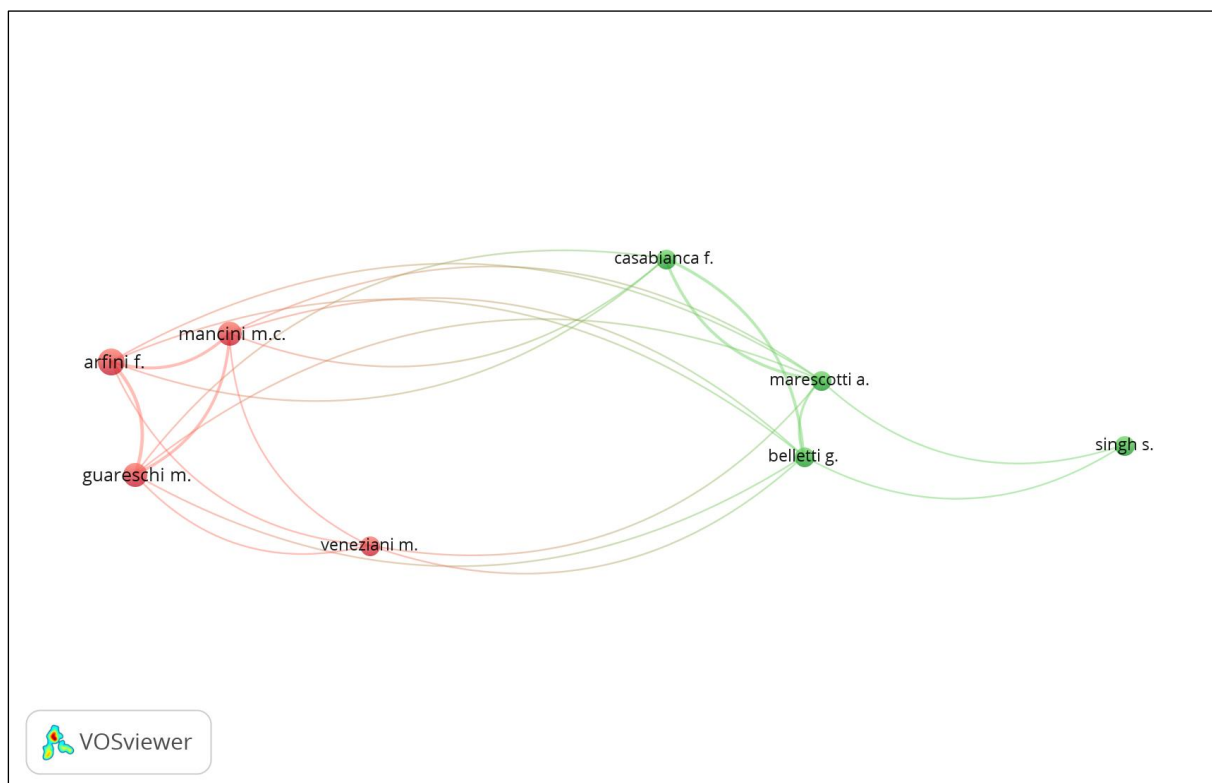 casabianca f.
mancini m.c.
arfini f.
marescotti a.
singh s.
belletti g.
guareschi m.
veneziani m.
VOSviewer